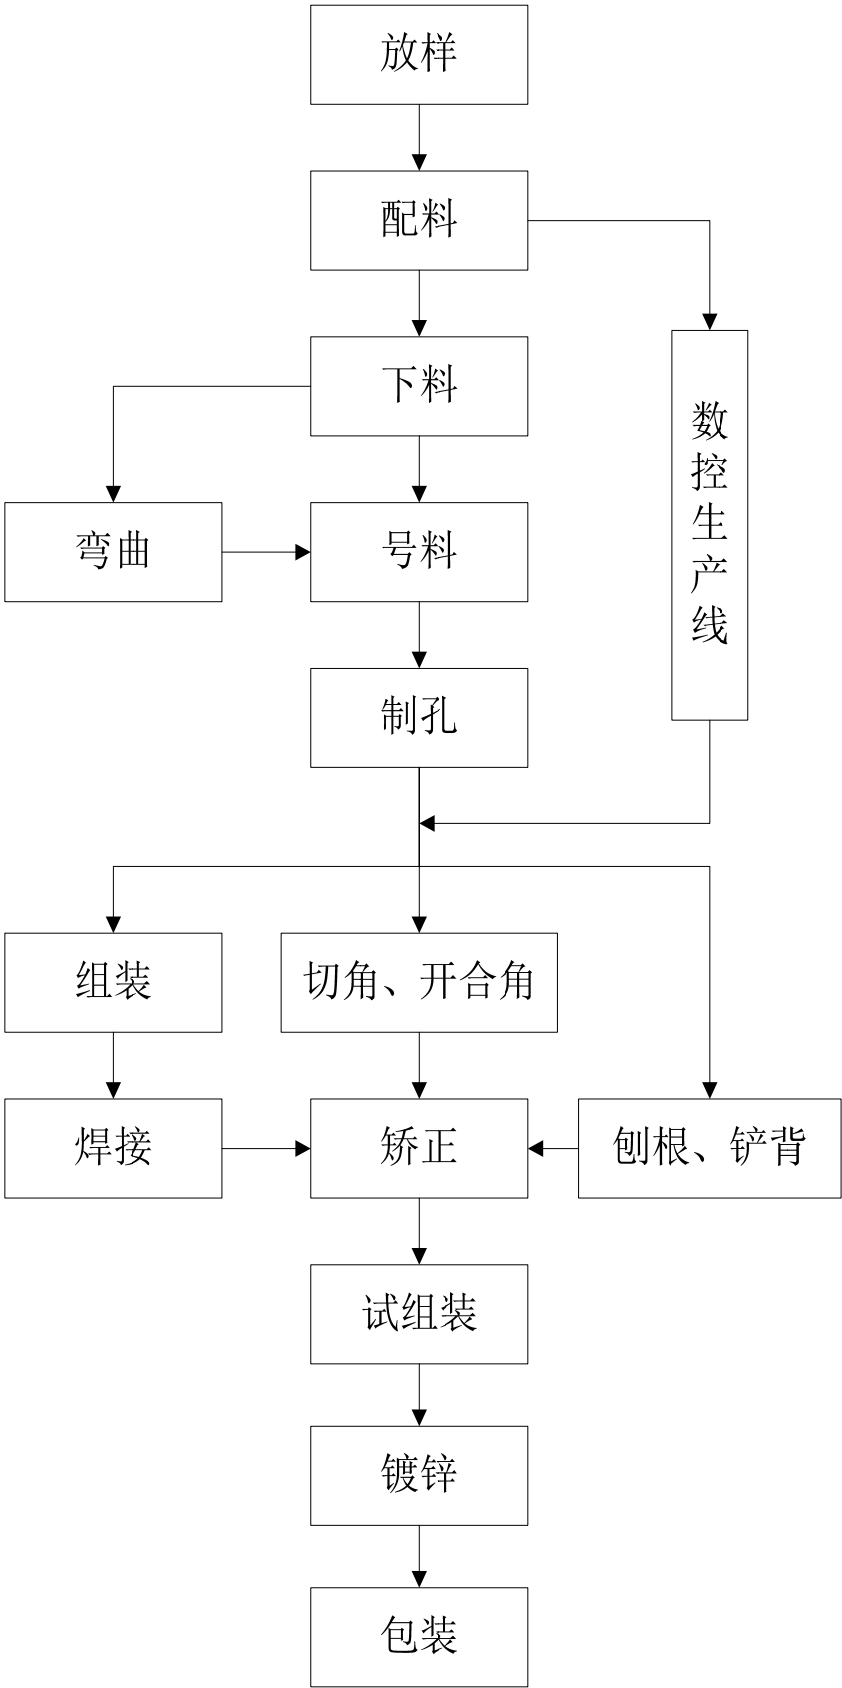 放样
配料
下料
数控生产线
弯曲
号料
制孔
组装
切角、开合角
焊接
矫正
刨根、铲背
试组装
镀锌
包装